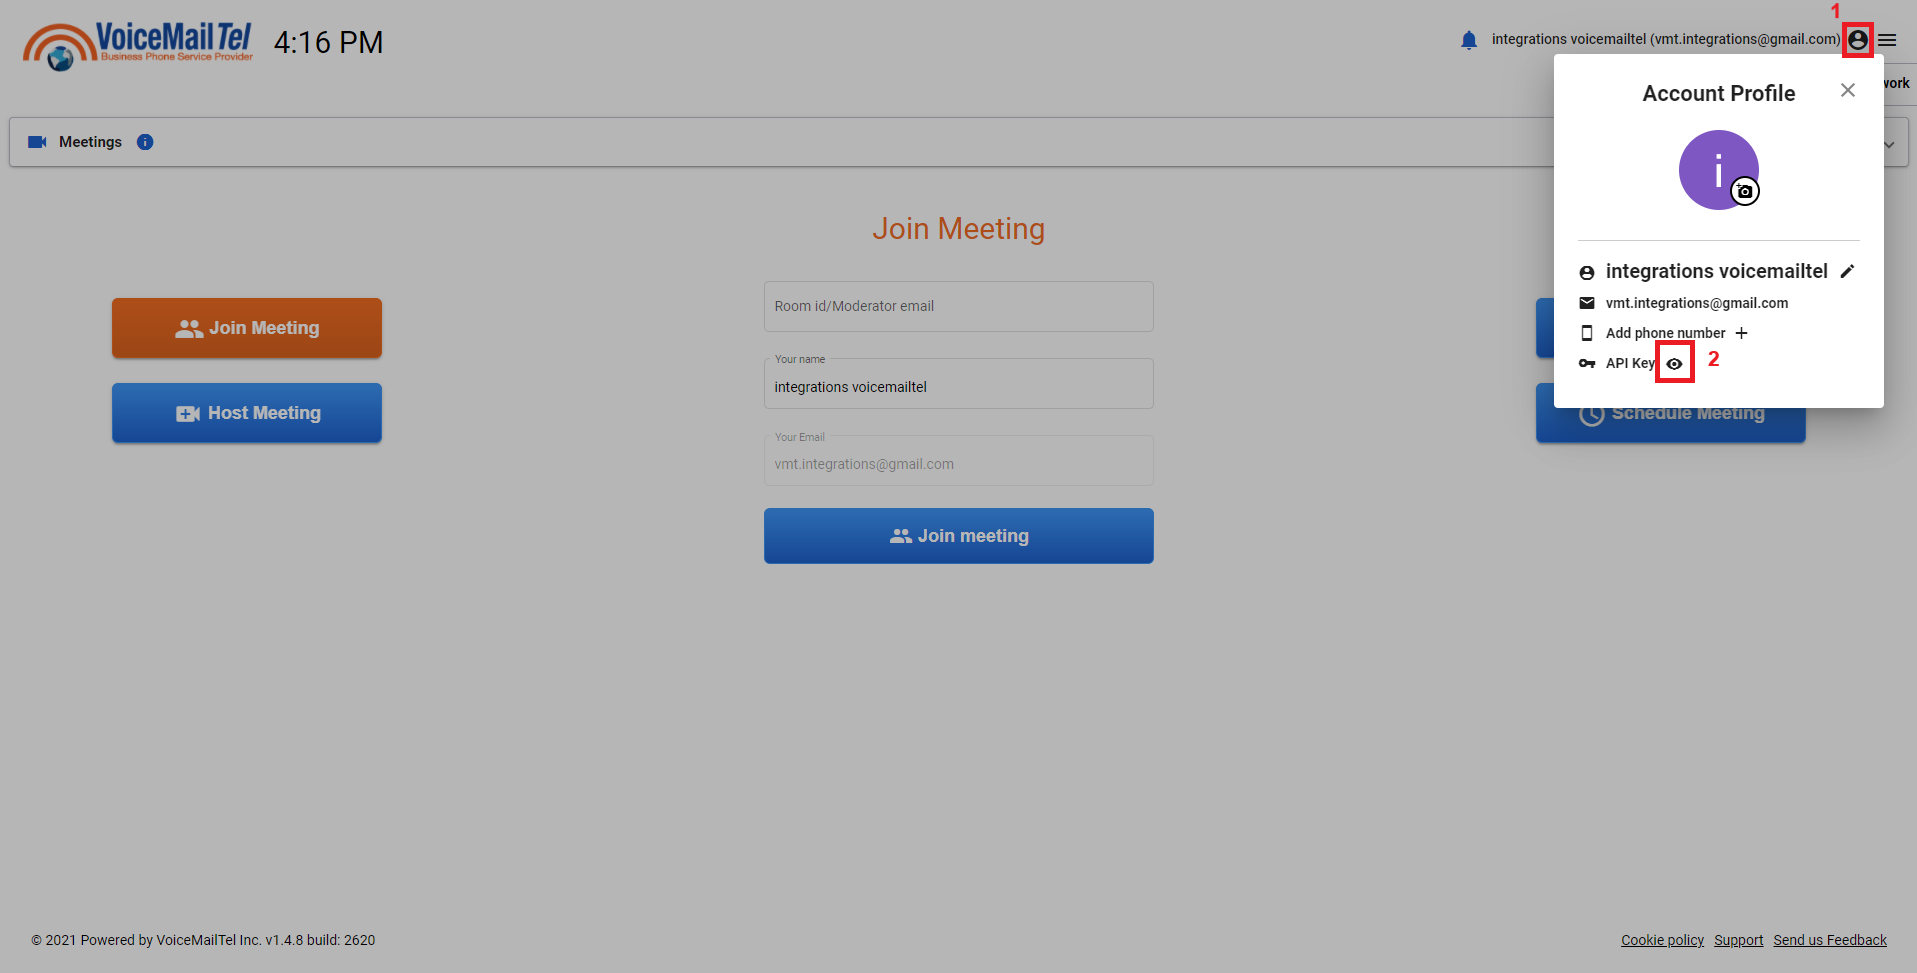 VoiceMailTel
Business Phone Service Provider
4:16 PM
1
integrations voicemailtel (vmt.integrations@gmail.com)
Account Profile
work
Meetings
i
i
Join Meeting
integrations voicemailtel
vmt.integrations@gmail.com
Add phone number
API Key
2
Room id/Moderator email
Join Meeting
Your name
integrations voicemailtel
Host Meeting
Schedule Meeting
Your Email
vmt.integrations@gmail.com
Join meeting
© 2021 Powered by VoiceMailTel Inc. v1.4.8 build: 2620
Cookie policy Support Send us Feedback